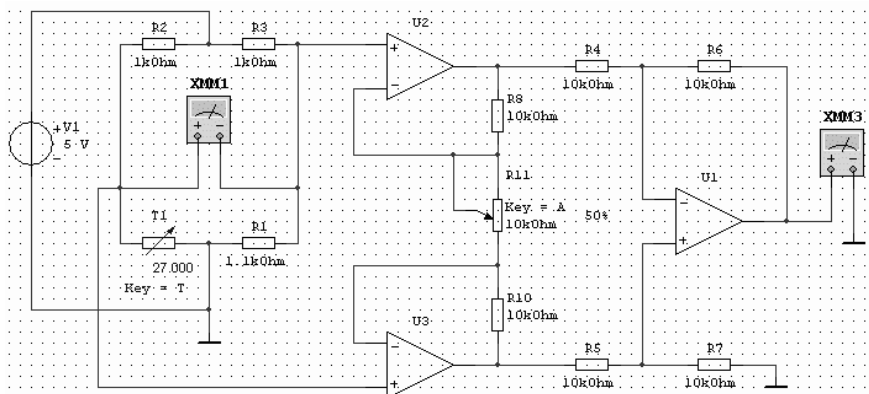 U2
R2
R3
R4
R6
1kOhm
1kOhm
10kOhm
10kOhm
XMM1
R8
10kOhm
XMM3
V1
5 V
R11
U1
Key = A
10kOhm
50%
T1
R1
27.000
1.1kOhm
Key = T
R10
10kOhm
U3
R5
R7
10kOhm
10kOhm